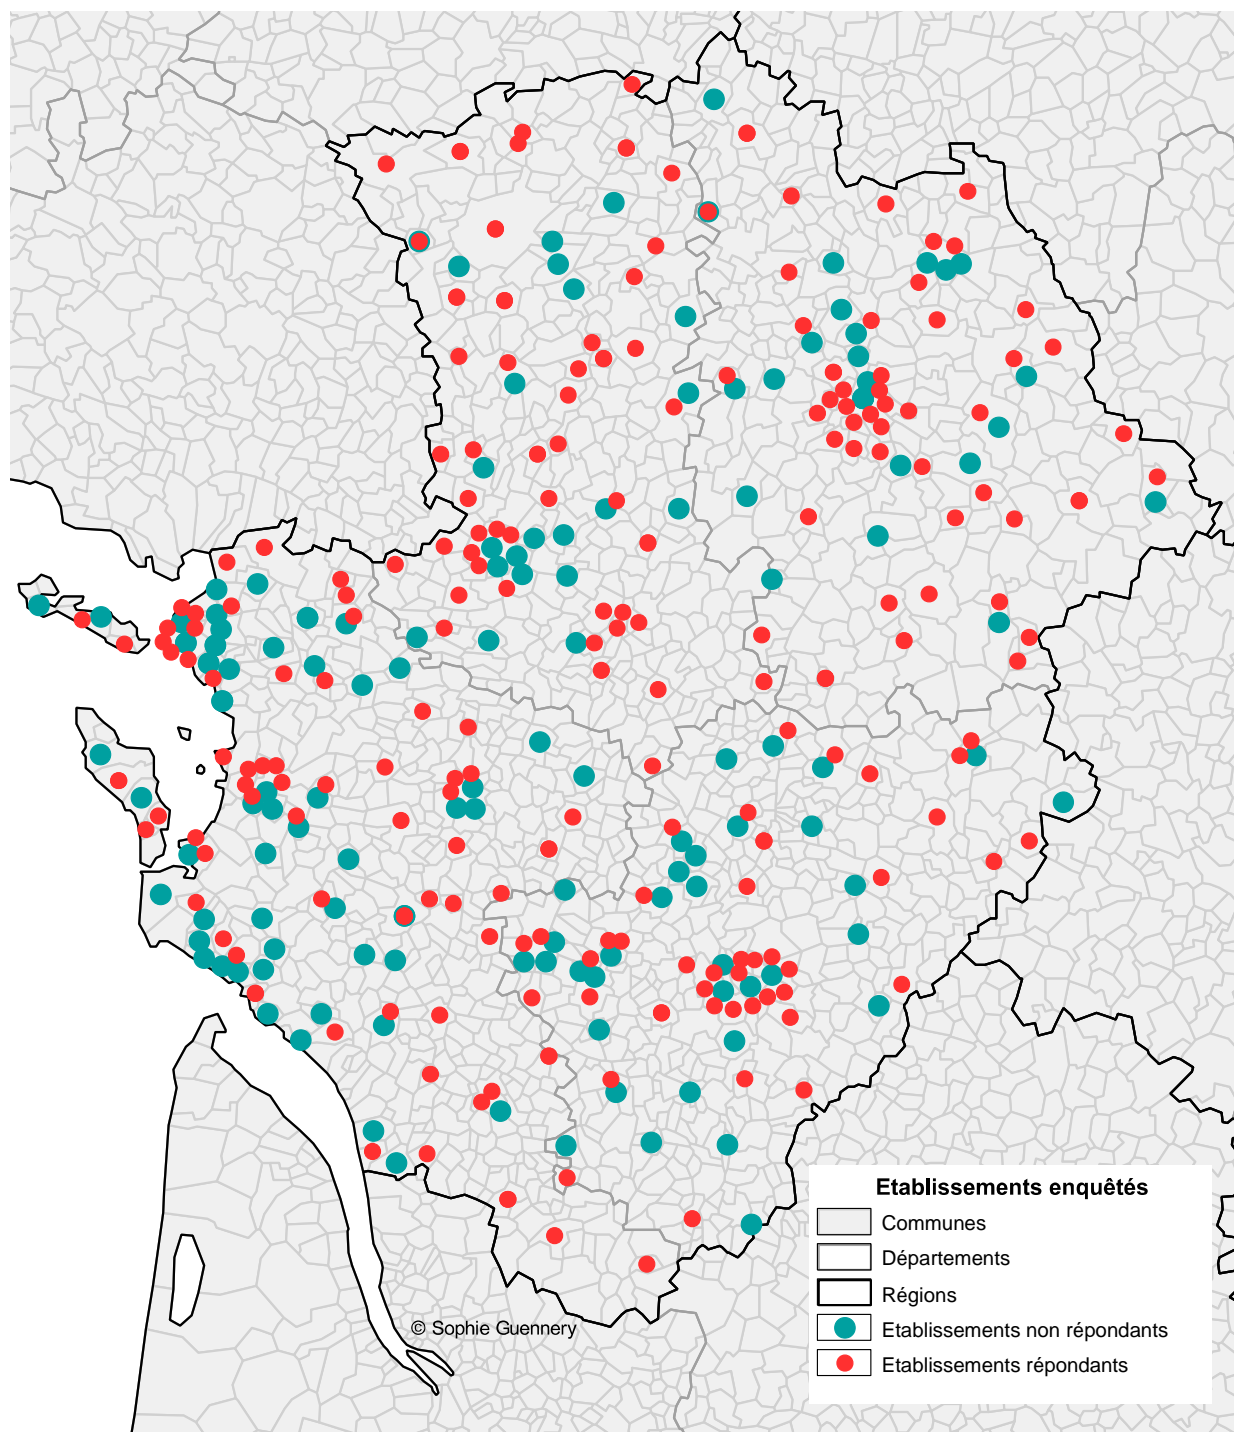 Etablissements enquêtés
Communes
Départements
Régions
Etablissements non répondants
Etablissements répondants
© Sophie Guennery